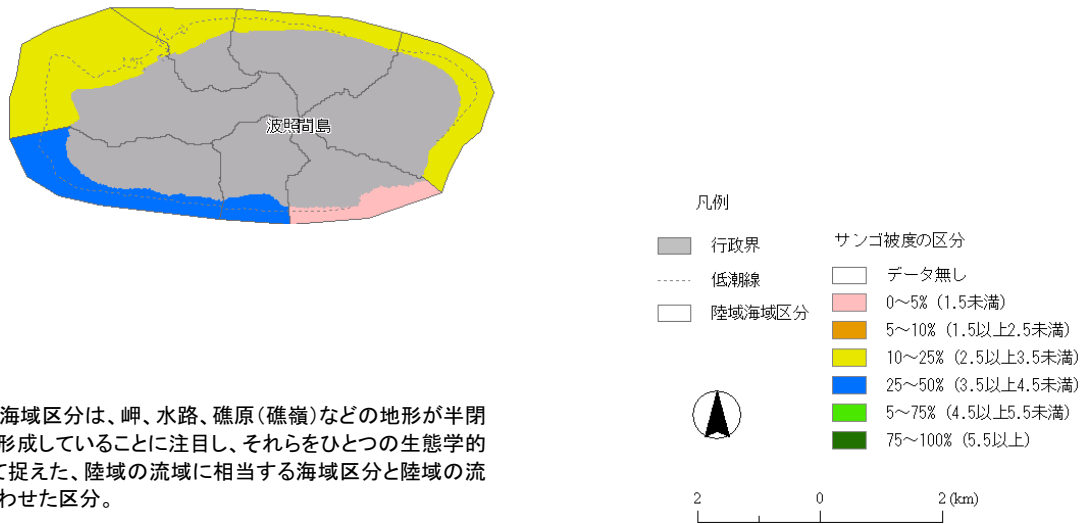 波照間島
凡例
行政界
低潮線
陸域海域区分
サンゴ被度の区分
データ無し
0～5% (1.5未満)
5～10% (1.5以上2.5未満)
10～25% (2.5以上3.5未満)
25～50% (3.5以上4.5未満)
5～75% (4.5以上5.5未満)
75～100% (5.5以上)
海域区分は、岬、水路、礁原(礁嶺)などの地形が半閉
形成していることに注目し、それらをひとつの生態学的
て捉えた、陸域の流域に相当する海域区分と陸域の流
わせた区分。
2 0 2 (km)